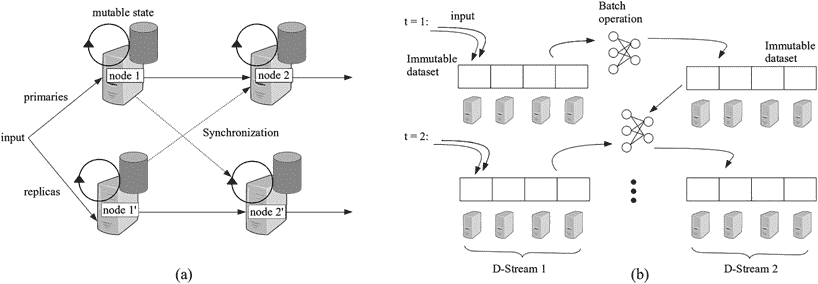 mutable state
node 1
node 2
primaries
input
Synchronization
replicas
node 1'
node 2'
(a)
t = 1:
input
Batch
operation
Immutable
dataset
Immutable
dataset
t = 2:
D-Stream 1
(b)
D-Stream 2